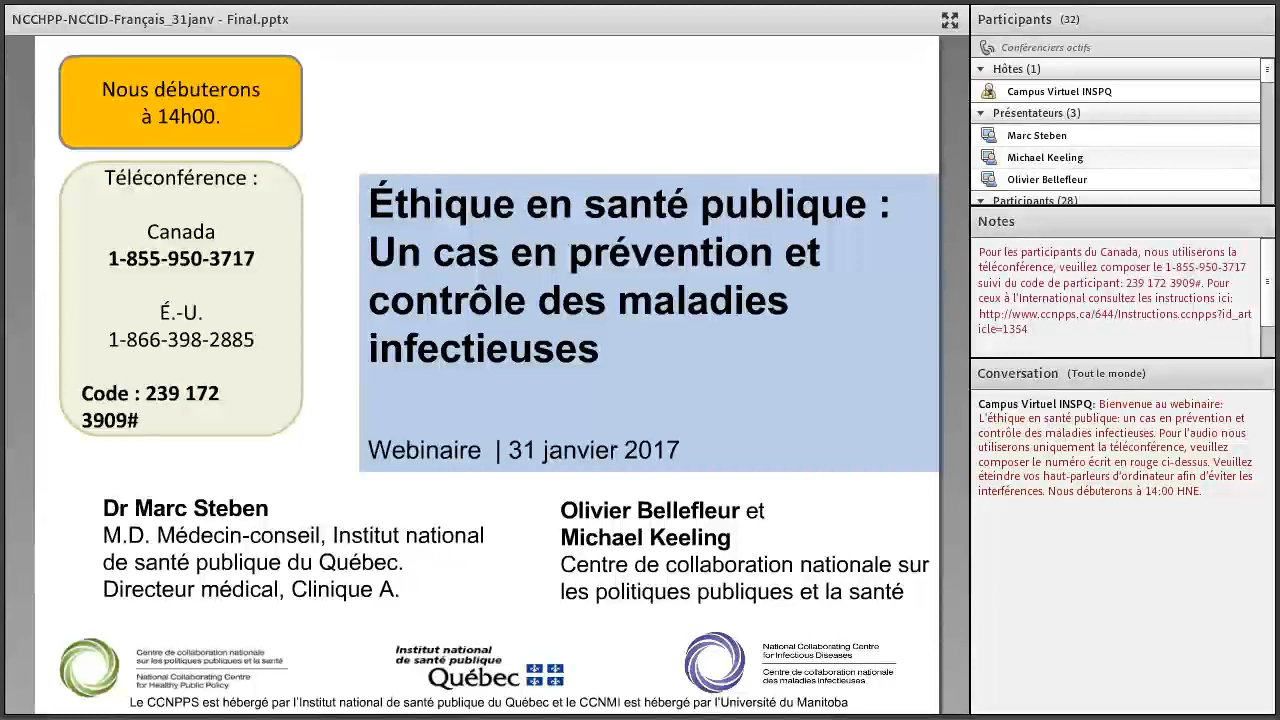 NCCHPP-NCCID-Français_31janv - Final.pptx
Nous débuterons
à 14h00.
Téléconférence :
Canada
1-855-950-3717
É.-U.
1-866-398-2885
Code : 239 172
3909#
Éthique en santé publique :
Un cas en prévention et
contrôle des maladies
infectieuses
Webinaire | 31 janvier 2017
Dr Marc Steben
M.D. Médecin-conseil, Institut national
de santé publique du Québec.
Directeur médical, Clinique A.
Olivier Bellefleur et
Michael Keeling
Centre de collaboration nationale sur
les politiques publiques et la santé
Centre de collaboration nationale
sur les politiques publiques et la santé
National Collaborating Centre
for Healthy Public Policy
Institut national
de santé publique
Québec
National Collaborating Centre
for Infectious Diseases
Centre de collaboration nationale
des maladies infectieuses
Le CCNPPS est hébergé par l'Institut national de santé publique du Québec et le CCNMI est hébergé par l'Université du Manitoba
Participants (32)
Conférenciers actifs
Hôtes (1)
Campus Virtuel INSPQ
Présentateurs (3)
Marc Steben
Michael Keeling
Olivier Bellefleur
Participants (28)
Notes
Pour les participants du Canada, nous utiliserons la
téléconférence, veuillez composer le 1-855-950-3717
suivi du code de participant: 239 172 3909#. Pour
ceux à l'International consultez les instructions ici:
http://www.ccnpps.ca/644/Instructions.ccnpps?id_art
icle=1354
Conversation (Tout le monde)
Campus Virtuel INSPQ: Bienvenue au webinaire:
L'éthique en santé publique: un cas en prévention et
contrôle des maladies infectieuses. Pour l'audio nous
utiliserons uniquement la téléconférence, veuillez
composer le numéro écrit en rouge ci-dessus. Veuillez
éteindre vos haut-parleurs d'ordinateur afin d'éviter les
interférences. Nous débuterons à 14:00 HNE.